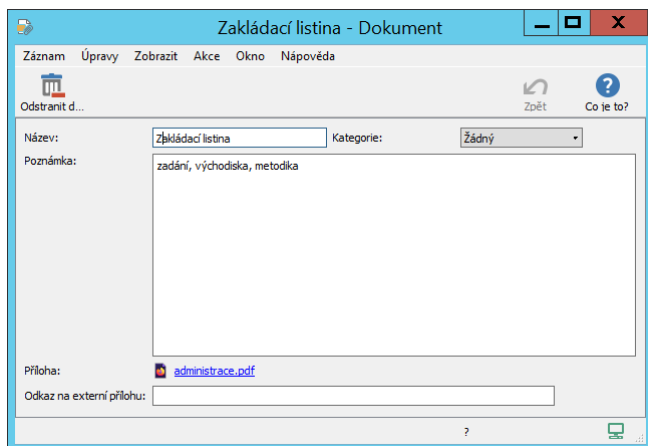 Zakládací listina - Dokument
Záznam Úpravy Zobrazit Akce Okno Nápověda
Odstranit d... Zpět Co je to?
Název: Zakládací listina Kategorie: Žádný
Poznámka: zadání, východiska, metodika
Příloha: administrace.pdf
Odkaz na externí přílohu:
?